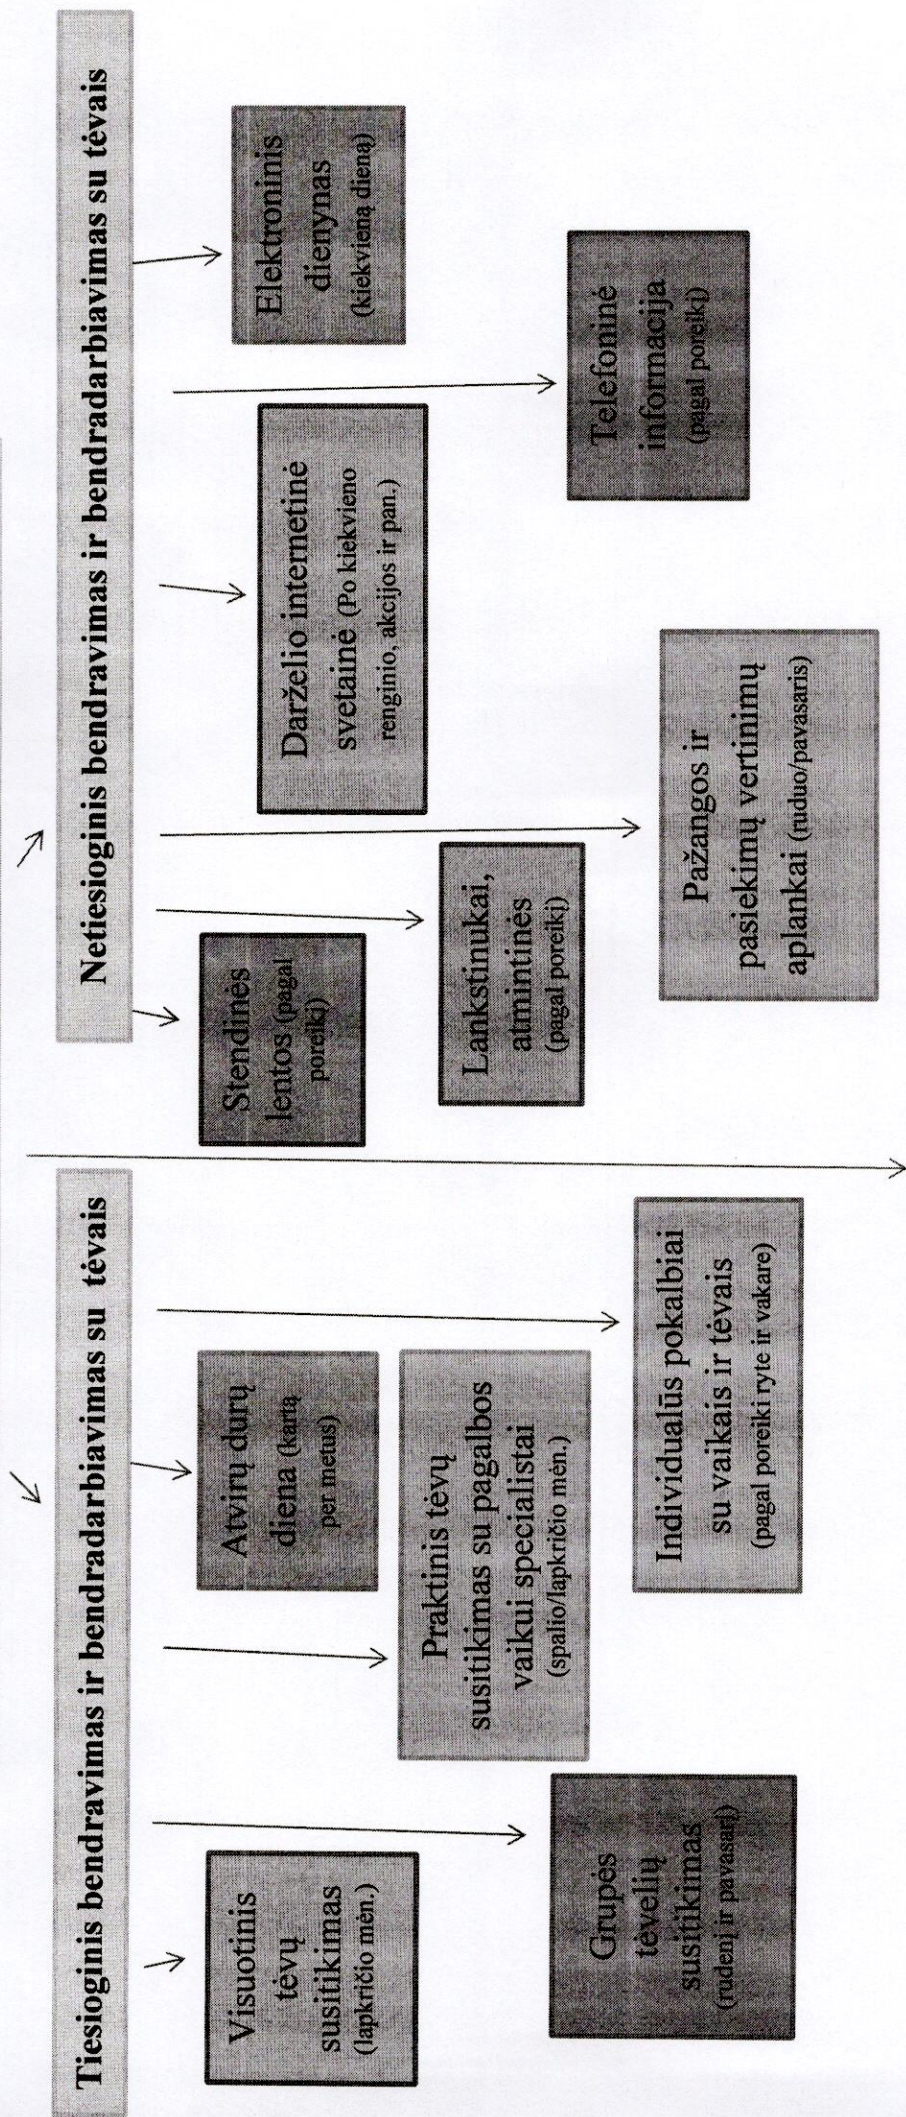 Tiesioginis bendravimas ir bendradarbiavimas su tėvais
Visuotinis
tėvų
susitikimas
(lapkričio mėn.)
Grupės
tėvelių
susitikimas
(rudenį ir pavasarį)
Atvirų durų
diena (kartą
per metus)
Praktinis tėvų
susitikimas su pagalbos
vaikui specialistai
(spalio/lapkričio mėn.)
Individualūs pokalbiai
su vaikais ir tėvais
(pagal poreiki ryte ir vakare)
Netiesioginis bendravimas ir bendradarbiavimas su tėvais
Stendinės
lentos (pagal
poreikį)
Lankstinukai,
atmintinės
(pagal poreikį)
Pažangos ir
pasiekimų vertinimų
aplankai (ruduo/pavasaris)
Darželio internetinė
svetainė (Po kiekvieno
renginio, akcijos ir pan.)
Telefoninė
informacija
(pagal poreikį)
Elektroninis
dienynas
(kiekvieną dieną)